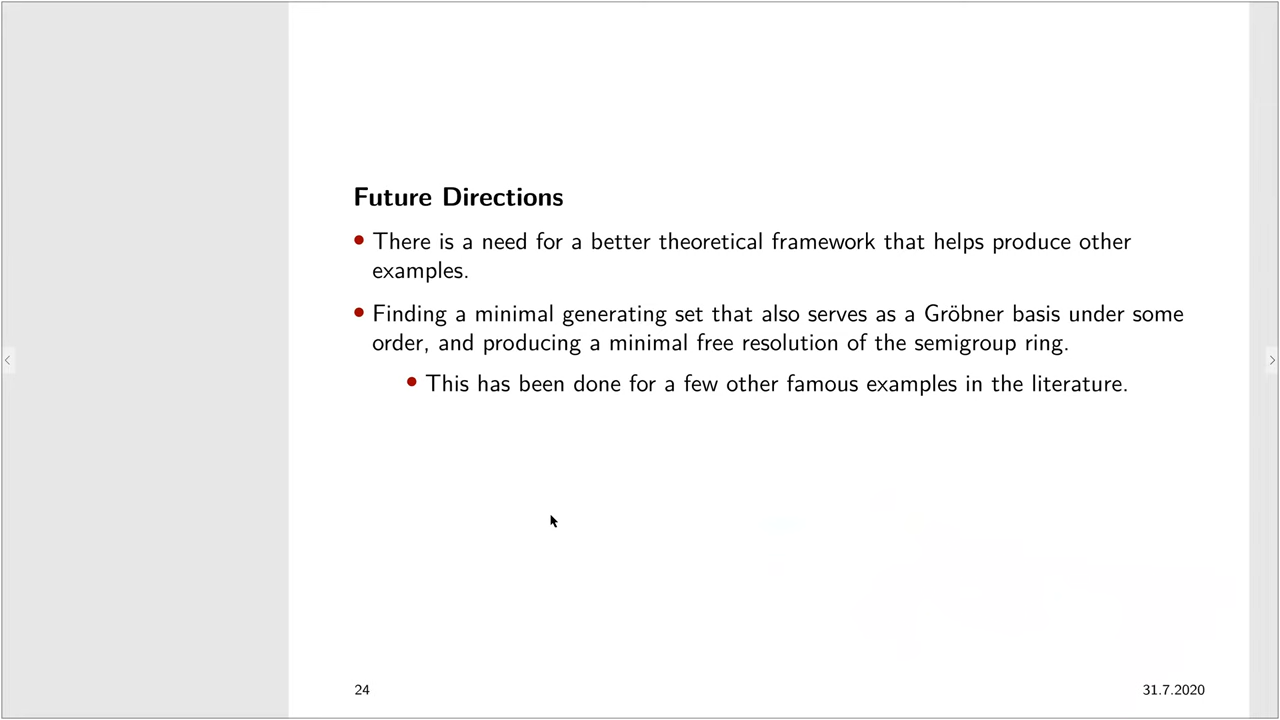 Future Directions
• There is a need for a better theoretical framework that helps produce other
examples.
• Finding a minimal generating set that also serves as a Gröbner basis under some
order, and producing a minimal free resolution of the semigroup ring.
• This has been done for a few other famous examples in the literature.
24
31.7.2020